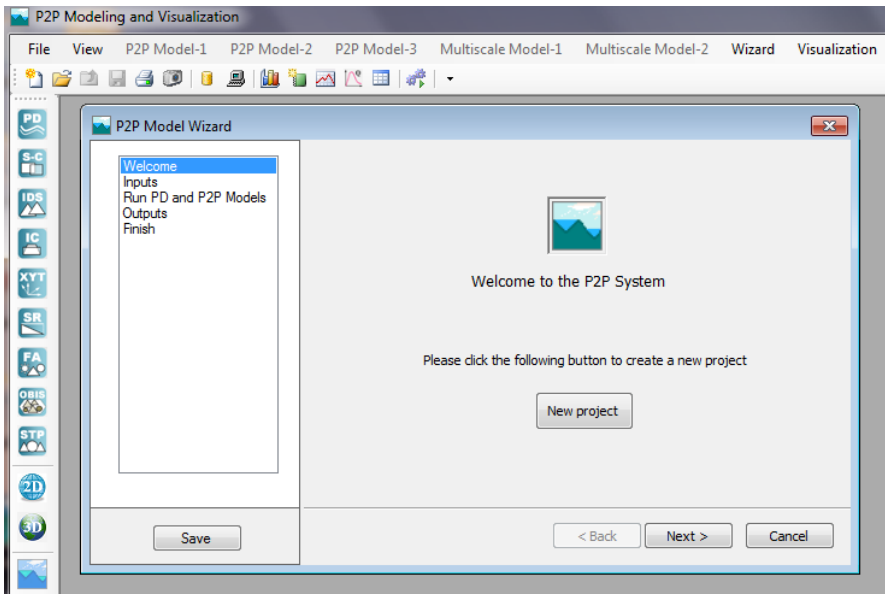 P2P Modeling and Visualization
File View P2P Model-1 P2P Model-2 P2P Model-3 Multiscale Model-1 Multiscale Model-2 Wizard Visualization
PD
S-C
IDS
IC
XYT
SR
FA
OBIS
STP
2D
3D
P2P Model Wizard
Welcome
Inputs
Run PD and P2P Models
Outputs
Finish
Save
Welcome to the P2P System
Please click the following button to create a new project
New project
< Back Next > Cancel